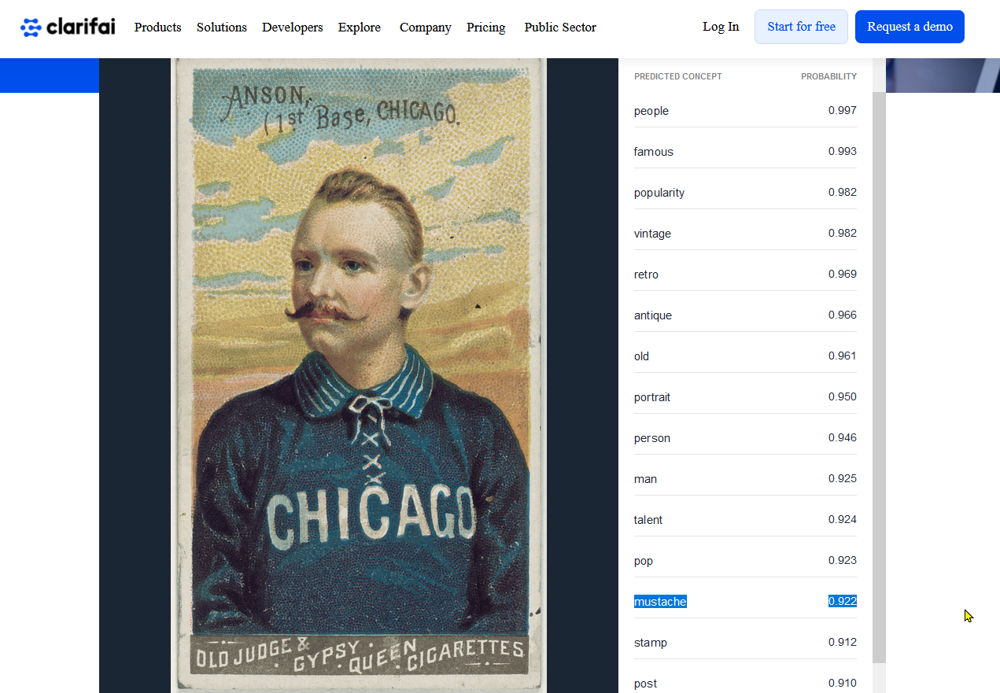 clarifai
Products Solutions Developers Explore Company Pricing Public Sector Log In Start for free Request a demo
ANSON,
(1st Base, CHICAGO.
CHICAGO
OLD JUDGE & GYPSY · QUEEN · CIGARETTES
PREDICTED CONCEPT PROBABILITY
people 0.997
famous 0.993
popularity 0.982
vintage 0.982
retro 0.969
antique 0.966
old 0.961
portrait 0.950
person 0.946
man 0.925
talent 0.924
pop 0.923
mustache 0.922
stamp 0.912
post 0.910